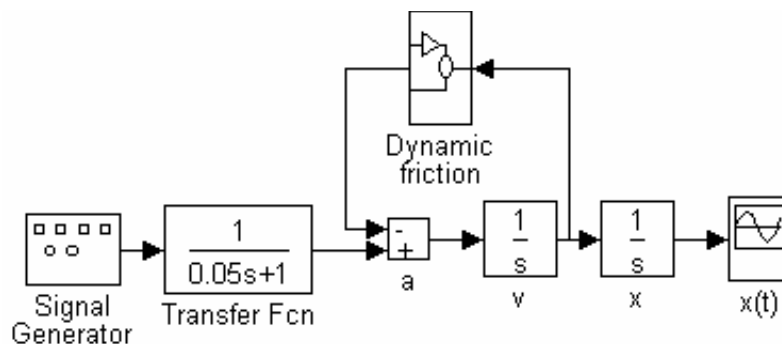 Dynamic
friction
1
0.05s+1
-
+
1
s
1
s
Signal
Generator
Transfer Fcn
a
v
x
x(t)